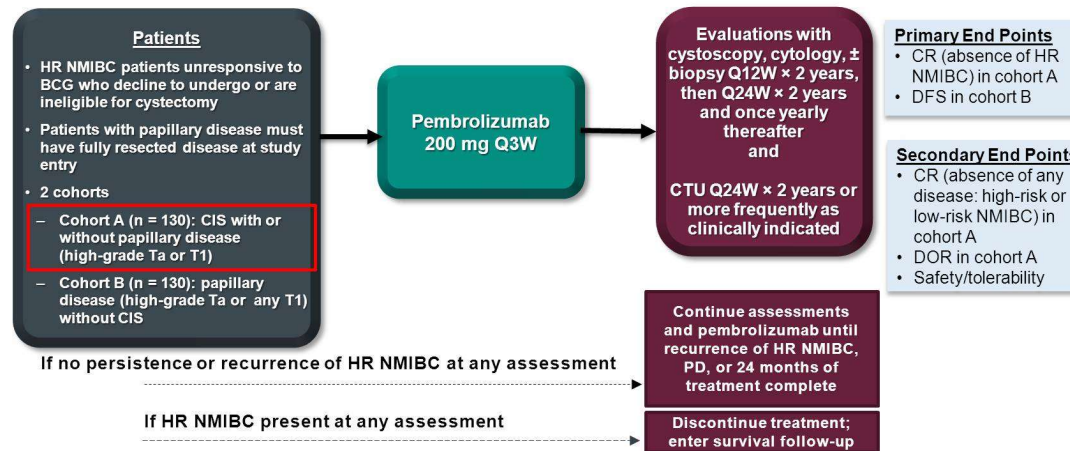 Patients
• HR NMIBC patients unresponsive to
BCG who decline to undergo or are
ineligible for cystectomy
• Patients with papillary disease must
have fully resected disease at study
entry
• 2 cohorts
– Cohort A (n = 130): CIS with or
without papillary disease
(high-grade Ta or T1)
– Cohort B (n = 130): papillary
disease (high-grade Ta or any T1)
without CIS
Pembrolizumab
200 mg Q3W
Evaluations with
cystoscopy, cytology, ±
biopsy Q12W × 2 years,
then Q24W × 2 years
and once yearly
thereafter
and
CTU Q24W × 2 years or
more frequently as
clinically indicated
Primary End Points
• CR (absence of HR
NMIBC) in cohort A
• DFS in cohort B
Secondary End Points
• CR (absence of any
disease: high-risk or
low-risk NMIBC) in
cohort A
• DOR in cohort A
• Safety/tolerability
If no persistence or recurrence of HR NMIBC at any assessment
Continue assessments
and pembrolizumab until
recurrence of HR NMIBC,
PD, or 24 months of
treatment complete
If HR NMIBC present at any assessment
Discontinue treatment;
enter survival follow-up